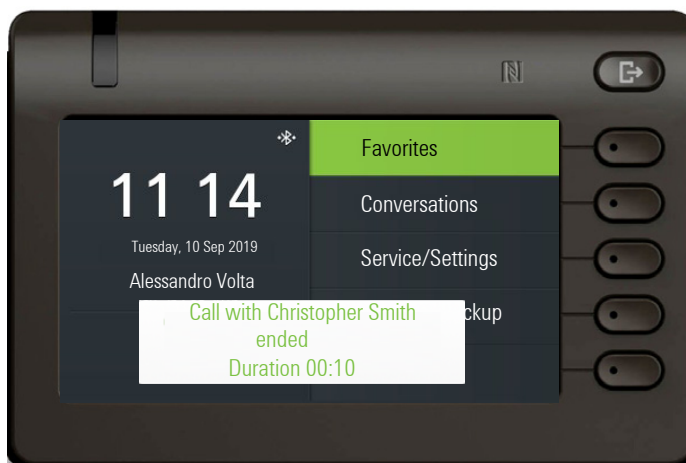 11 14
Tuesday, 10 Sep 2019
Alessandro Volta
Favorites
Conversations
Service/Settings
ckup
Call with Christopher Smith
ended
Duration 00:10